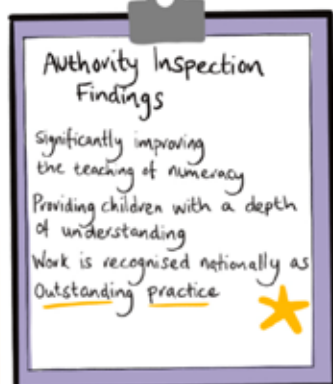 Authority Inspection
Findings
Significantly improving
the teaching of numeracy
Providing children with a depth
of understanding
Work is recognised nationally as
Outstanding practice